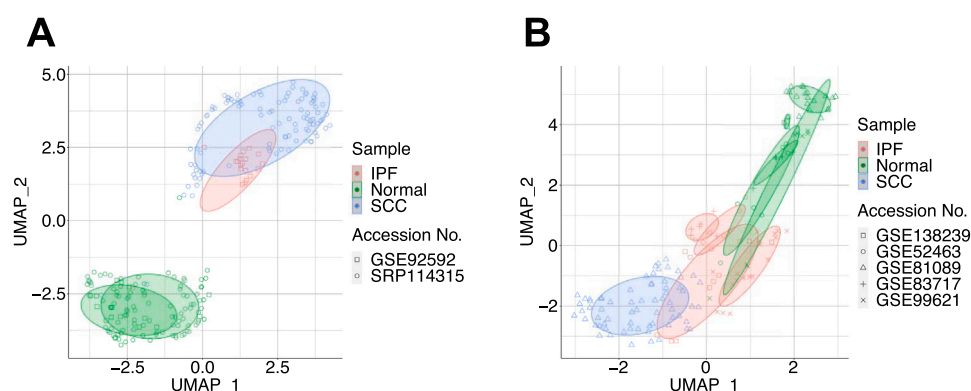 A
5.0
2.5
0.0
−2.5
UMAP_2
−2.5
0.0
2.5
UMAP_1
Sample
IPF
Normal
SCC
Accession No.
GSE92592
SRP114315
B
4
2
0
−2
UMAP_2
−2
0
2
UMAP_1
Sample
IPF
Normal
SCC
Accession No.
GSE138239
GSE52463
GSE81089
GSE83717
GSE99621